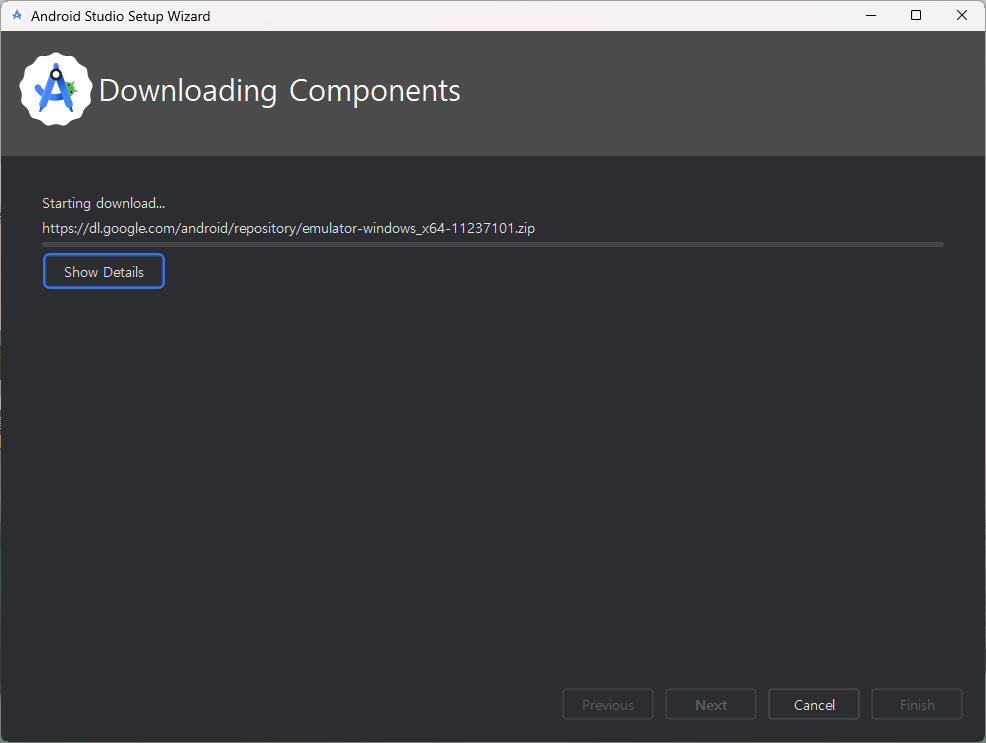 Android Studio Setup Wizard
Downloading Components
Starting download...
https://dl.google.com/android/repository/emulator-windows_x64-11237101.zip
Show Details
Previous
Next
Cancel
Finish